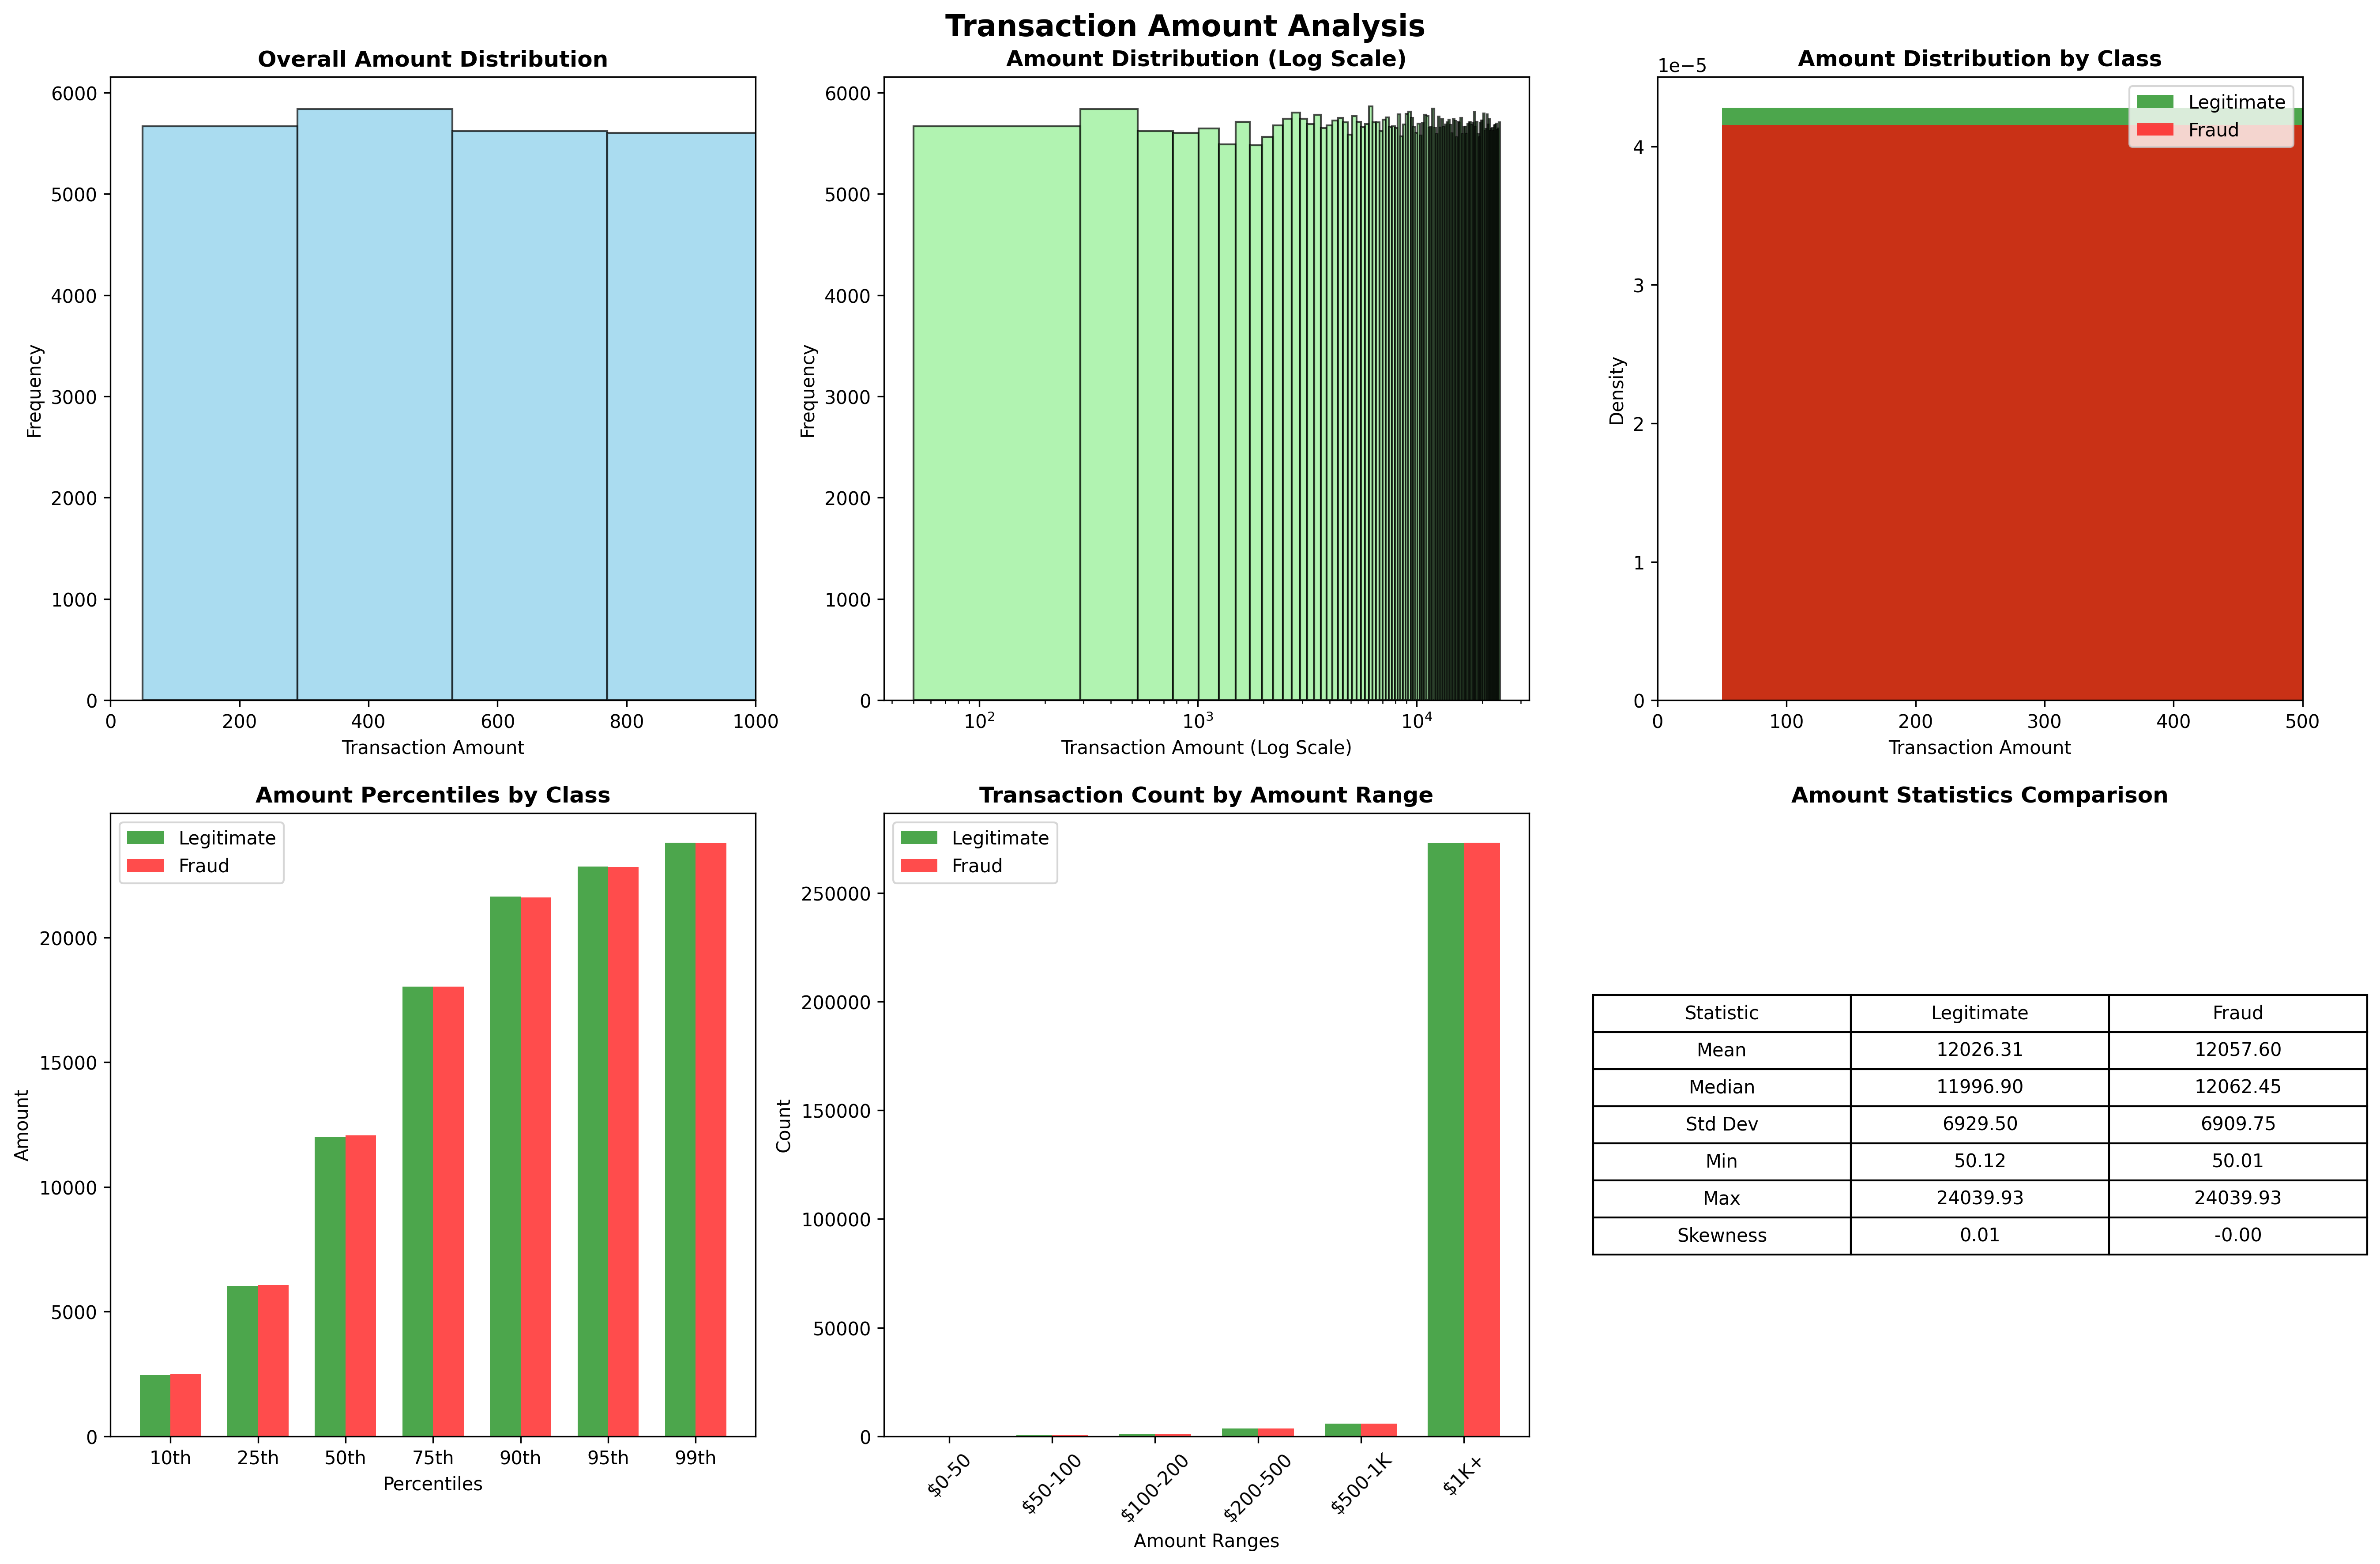 Transaction Amount Analysis
Overall Amount Distribution
6000
5000
4000
3000
2000
1000
0
Frequency
0 200 400 600 800 1000
Transaction Amount
Amount Distribution (Log Scale)
6000
5000
4000
3000
2000
1000
0
Frequency
10² 10³ 10⁴
Transaction Amount (Log Scale)
Amount Distribution by Class
1e−5
Legitimate
Fraud
4
3
2
1
0
Density
0 100 200 300 400 500
Transaction Amount
Amount Percentiles by Class
Legitimate
Fraud
20000
15000
10000
5000
0
Amount
10th 25th 50th 75th 90th 95th 99th
Percentiles
Transaction Count by Amount Range
Legitimate
Fraud
250000
200000
150000
100000
50000
0
Count
$0-50 $50-100 $100-200 $200-500 $500-1K $1K+
Amount Ranges
Amount Statistics Comparison
Statistic Legitimate Fraud
Mean 12026.31 12057.60
Median 11996.90 12062.45
Std Dev 6929.50 6909.75
Min 50.12 50.01
Max 24039.93 24039.93
Skewness 0.01 -0.00